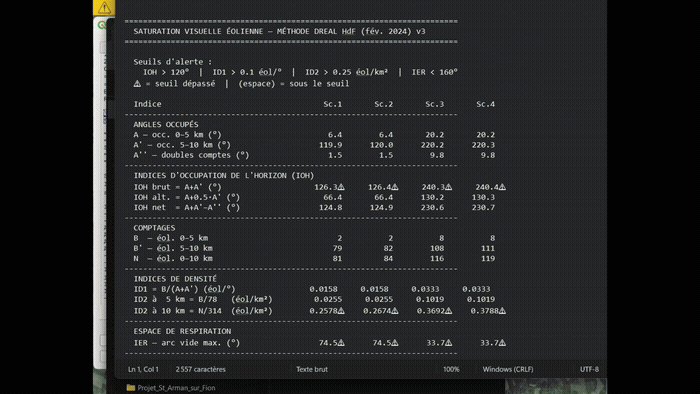 SATURATION VISUELLE ÉOLIENNE — MÉTHODE DREAL HdF (fév. 2024) v3
Seuils d'alerte :
IOH > 120° | ID1 > 0.1 éol/° | ID2 > 0.25 éol/km² | IER < 160°
⚠ = seuil dépassé | (espace) = sous le seuil
Indice Sc.1 Sc.2 Sc.3 Sc.4
ANGLES OCCUPÉS
A — occ. 0–5 km (°) 6.4 6.4 20.2 20.2
A' — occ. 5–10 km (°) 119.9 120.0 220.2 220.3
A'' — doubles comptes (°) 1.5 1.5 9.8 9.8
INDICES D'OCCUPATION DE L'HORIZON (IOH)
IOH brut = A+A' (°) 126.3⚠ 126.4⚠ 240.3⚠ 240.4⚠
IOH alt. = A+0.5·A' (°) 66.4 66.4 130.2 130.3
IOH net = A+A'−A'' (°) 124.8 124.9 230.6 230.7
COMPTAGES
B — éol. 0–5 km 2 2 8 8
B' — éol. 5–10 km 79 82 108 111
N — éol. 0–10 km 81 84 116 119
INDICES DE DENSITÉ
ID1 = B/(A+A') (éol/°) 0.0158 0.0158 0.0333 0.0333
ID2 à 5 km = B/78 (éol/km²) 0.0255 0.0255 0.1019 0.1019
ID2 à 10 km = N/314 (éol/km²) 0.2578⚠ 0.2674⚠ 0.3692⚠ 0.3788⚠
ESPACE DE RESPIRATION
IER — arc vide max. (°) 74.5⚠ 74.5⚠ 33.7⚠ 33.7⚠
Ln 1, Col 1 2 557 caractères Texte brut 100% Windows (CRLF) UTF-8
Projet_St_Arman_sur_Fion